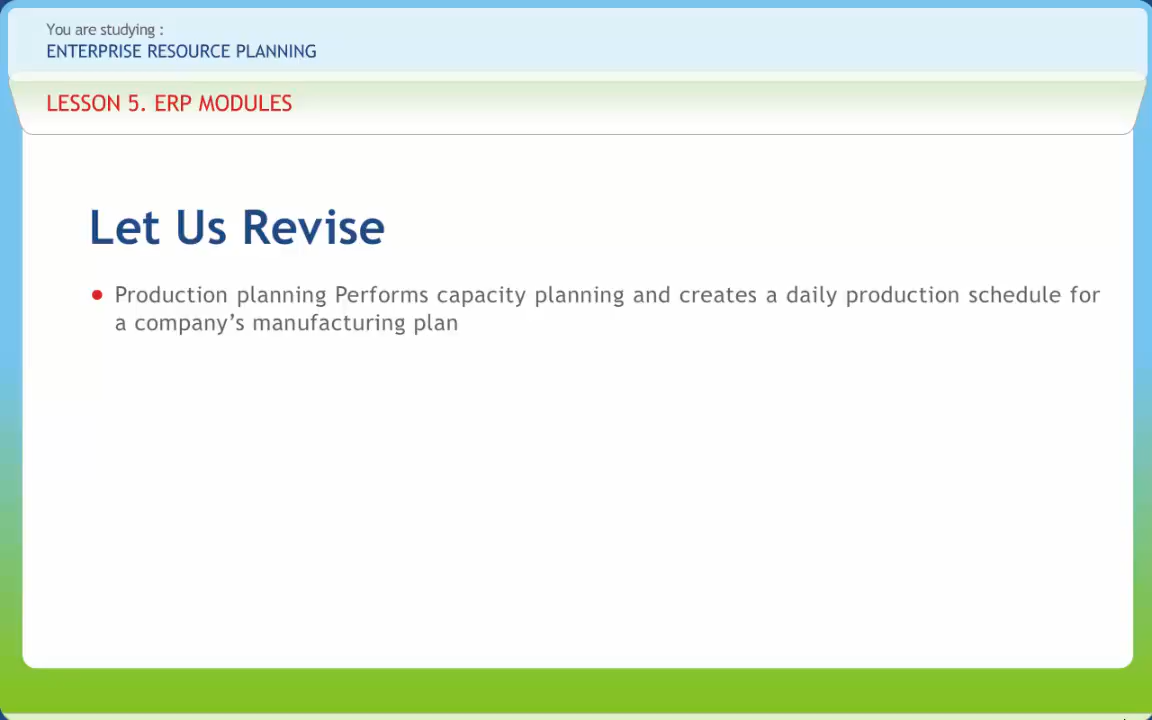 You are studying :
ENTERPRISE RESOURCE PLANNING
LESSON 5. ERP MODULES
Let Us Revise
• Production planning Performs capacity planning and creates a daily production schedule for
a company’s manufacturing plan